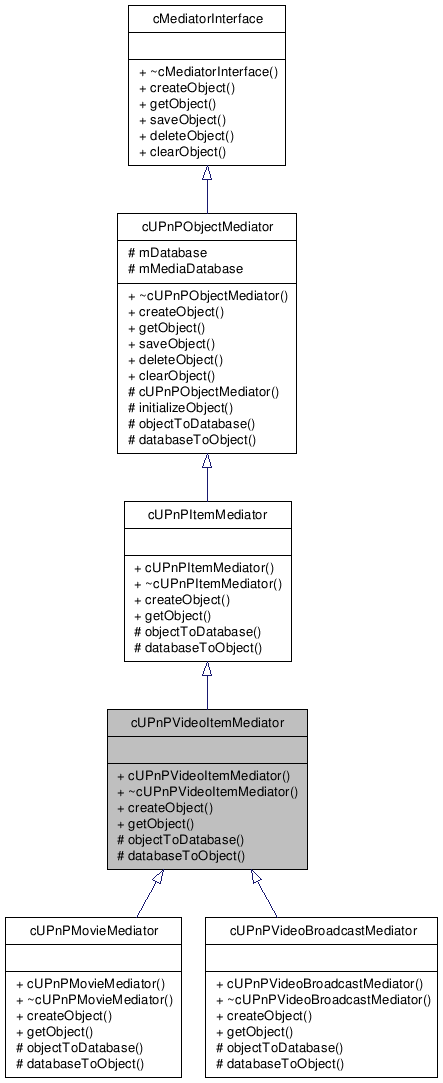 cMediatorInterface
+ ~cMediatorInterface()
+ createObject()
+ getObject()
+ saveObject()
+ deleteObject()
+ clearObject()
cUPnPObjectMediator
# mDatabase
# mMediaDatabase
+ ~cUPnPObjectMediator()
+ createObject()
+ getObject()
+ saveObject()
+ deleteObject()
+ clearObject()
# cUPnPObjectMediator()
# initializeObject()
# objectToDatabase()
# databaseToObject()
cUPnPItemMediator
+ cUPnPItemMediator()
+ ~cUPnPItemMediator()
+ createObject()
+ getObject()
# objectToDatabase()
# databaseToObject()
cUPnPVideoItemMediator
+ cUPnPVideoItemMediator()
+ ~cUPnPVideoItemMediator()
+ createObject()
+ getObject()
# objectToDatabase()
# databaseToObject()
cUPnPMovieMediator
+ cUPnPMovieMediator()
+ ~cUPnPMovieMediator()
+ createObject()
+ getObject()
# objectToDatabase()
# databaseToObject()
cUPnPVideoBroadcastMediator
+ cUPnPVideoBroadcastMediator()
+ ~cUPnPVideoBroadcastMediator()
+ createObject()
+ getObject()
# objectToDatabase()
# databaseToObject()